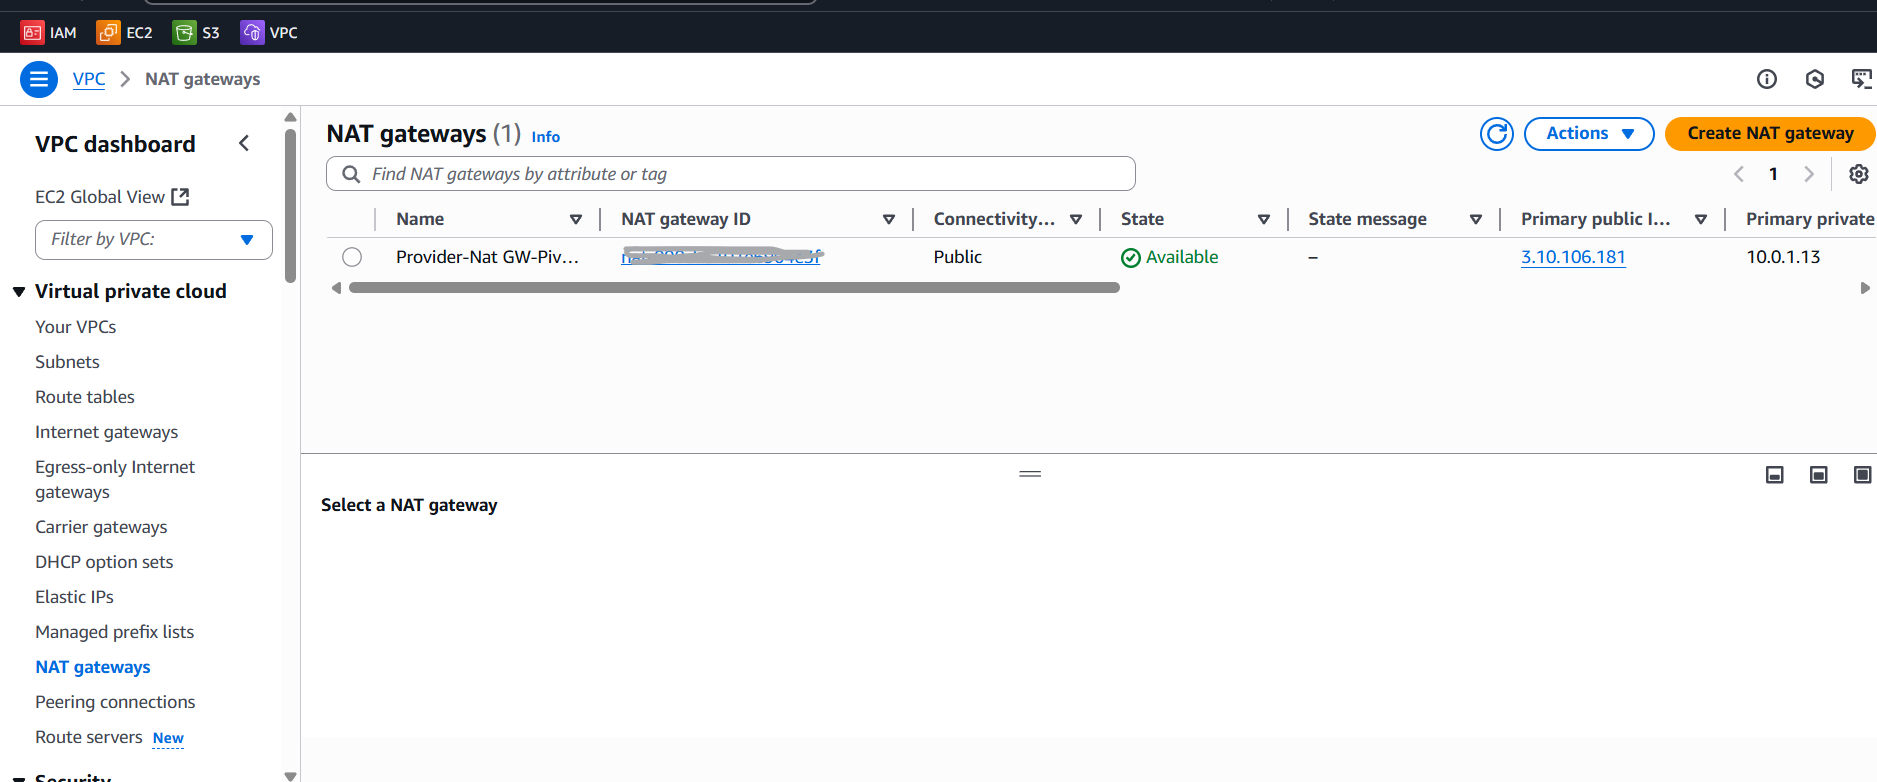 IAM EC2 S3 VPC
VPC NAT gateways
VPC dashboard
EC2 Global View
Filter by VPC:
Virtual private cloud
Your VPCs
Subnets
Route tables
Internet gateways
Egress-only Internet
gateways
Carrier gateways
DHCP option sets
Elastic IPs
Managed prefix lists
NAT gateways
Peering connections
Route servers New
Security
NAT gateways (1) Info
Actions
Create NAT gateway
Find NAT gateways by attribute or tag
1
Name NAT gateway ID Connectivity... State State message Primary public I... Primary private
Provider-Nat GW-Piv... Public Available – 3.10.106.181 10.0.1.13
Select a NAT gateway